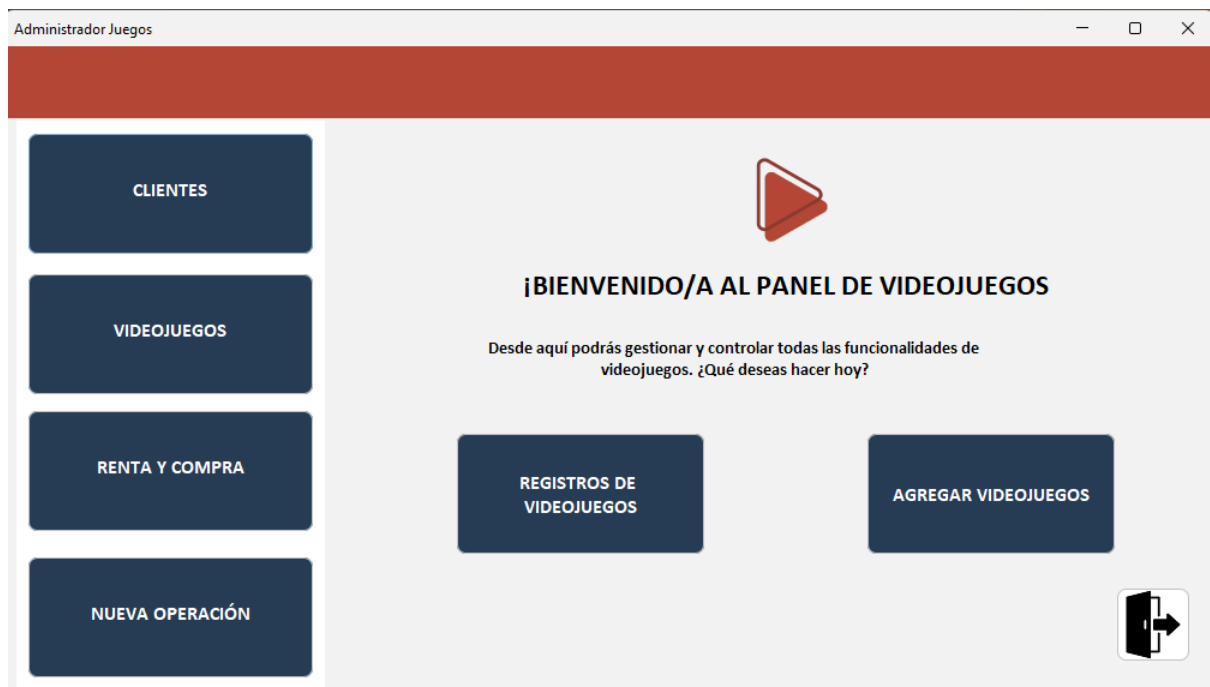 Administrador Juegos
CLIENTES
VIDEOJUEGOS
RENTA Y COMPRA
NUEVA OPERACIÓN
¡BIENVENIDO/A AL PANEL DE VIDEOJUEGOS
Desde aquí podrás gestionar y controlar todas las funcionalidades de
videojuegos. ¿Qué deseas hacer hoy?
REGISTROS DE
VIDEOJUEGOS
AGREGAR VIDEOJUEGOS